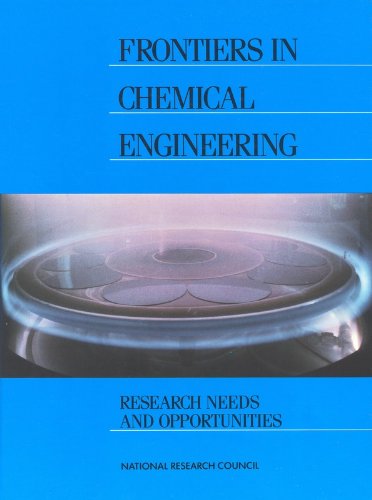 FRONTIERS IN
CHEMICAL
ENGINEERING
RESEARCH NEEDS
AND OPPORTUNITIES
NATIONAL RESEARCH COUNCIL